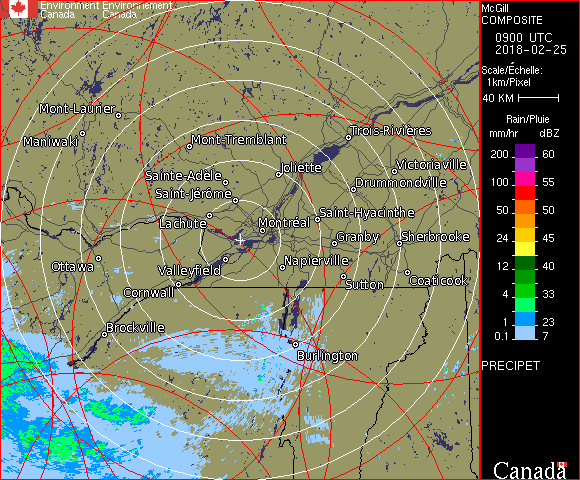 Environment Environnement
Canada Canada
McGill
COMPOSITE
0900 UTC
2018-02-25
Scale/Échelle:
1km/Pixel
40 KM
Rain/Pluie
mm/hr dBZ
200 60
100 55
50 50
24 45
12 40
4 33
1 23
0.1 7
PRECIPET
Canada
Mont-Laurier
Maniwaki
Mont-Tremblant
Trois-Rivières
Sainte-Adèle
Joliette
Victoriaville
Saint-Jérôme
Drummondville
Lachute
Montréal
Saint-Hyacinthe
Granby
Sherbrooke
Ottawa
Valleyfield
Napierville
Cornwall
Sutton
Coaticook
Brockville
Burlington